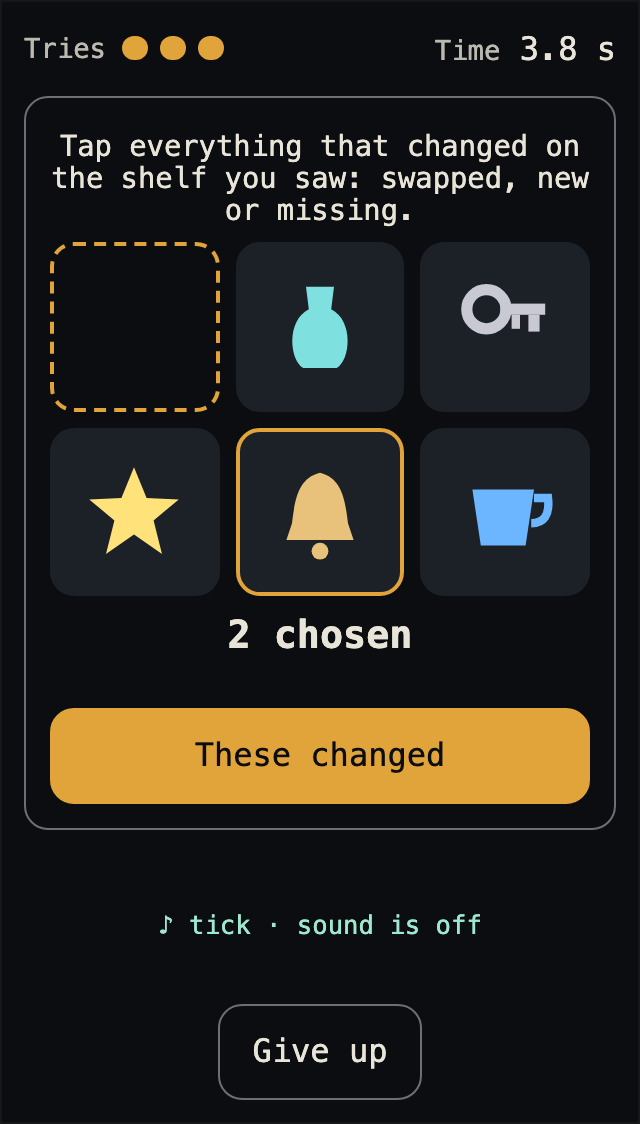 Tries
Time 3.8 s
Tap everything that changed on
the shelf you saw: swapped, new
or missing.
2 chosen
These changed
♪ tick · sound is off
Give up